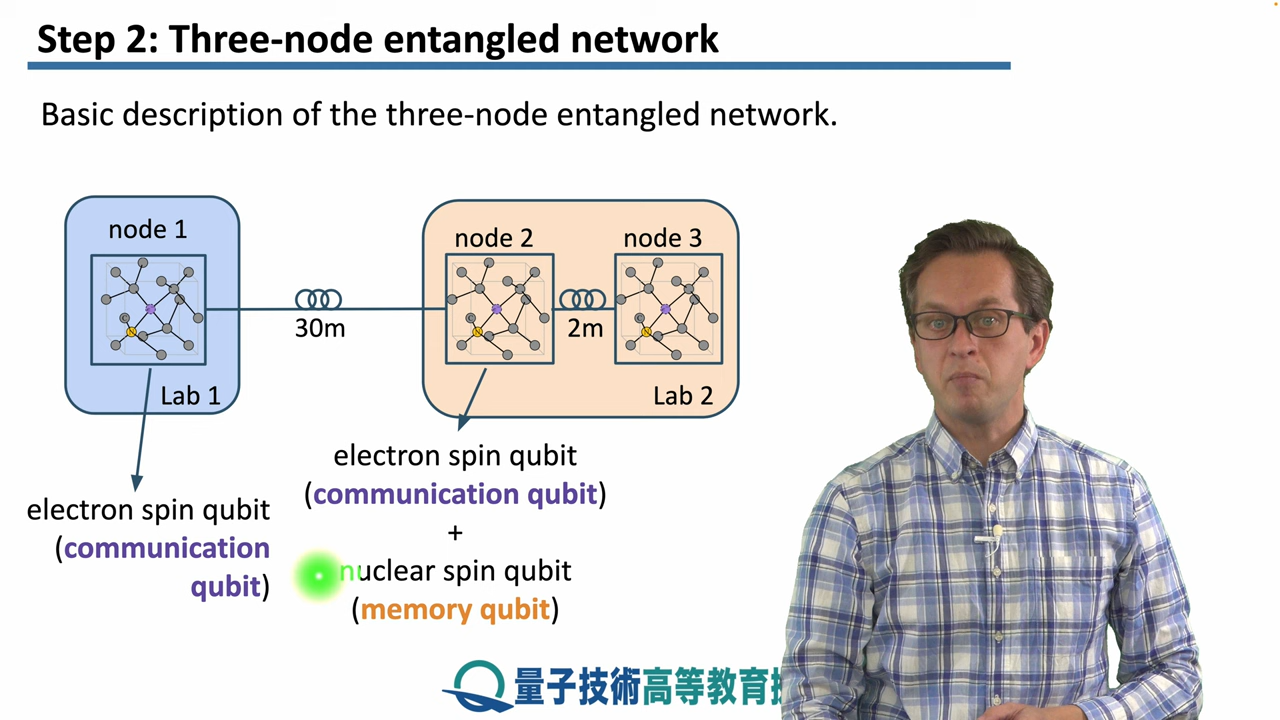 Step 2: Three-node entangled network
Basic description of the three-node entangled network.
node 1
node 2
node 3
30m
2m
Lab 1
Lab 2
electron spin qubit
(communication
qubit)
electron spin qubit
(communication qubit)
+
nuclear spin qubit
(memory qubit)
量子技術高等教育